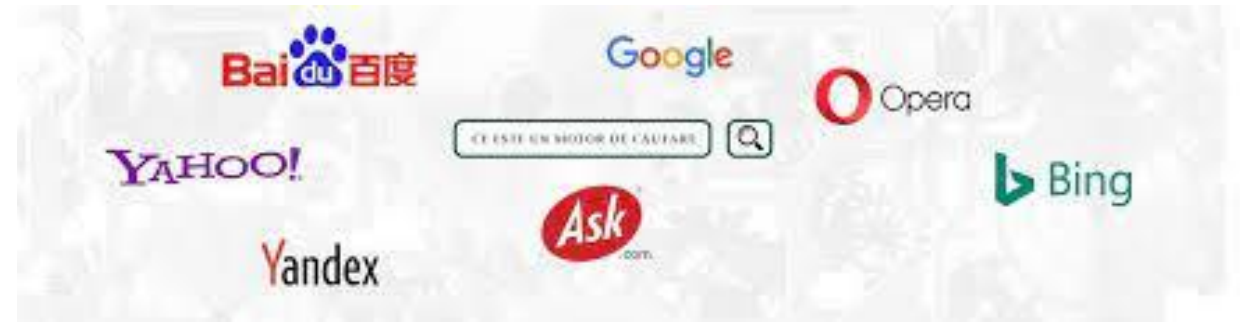 Baidu百度
Google
Opera
CE ESTE UN MOTOR DE CAUTARE
YAHOO!
Bing
Ask
.com
Yandex